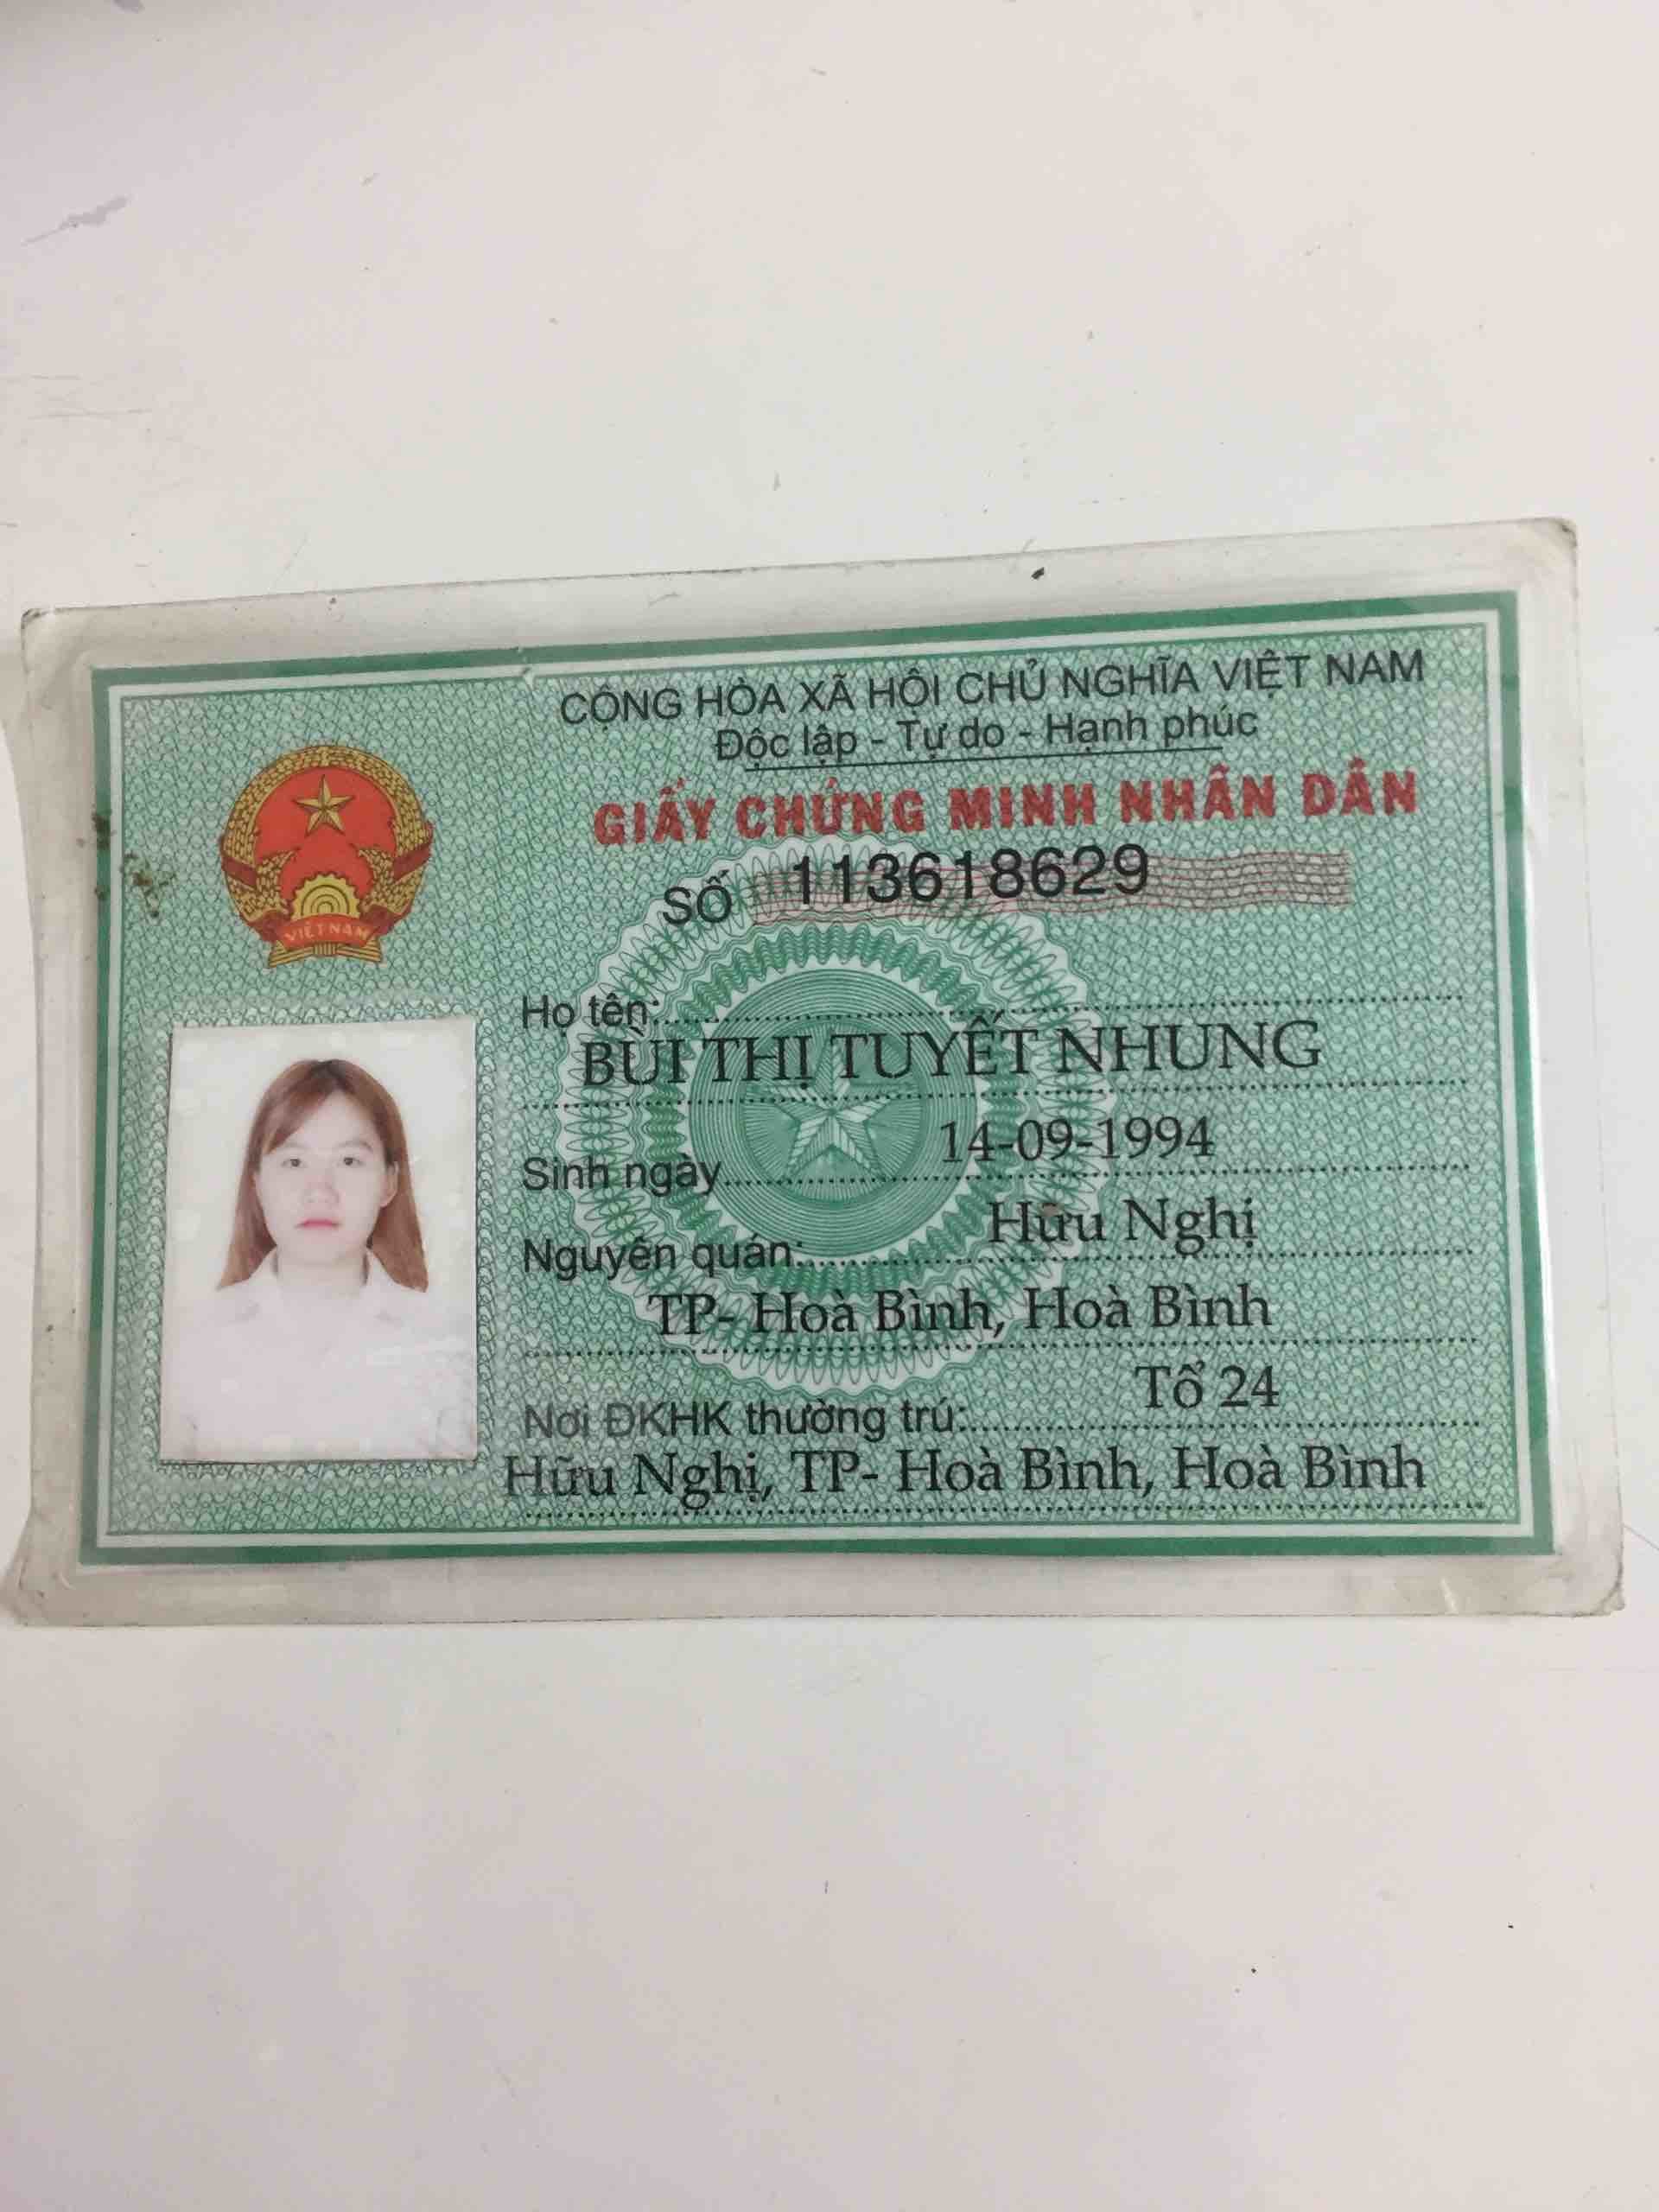 CỘNG HÒA XÃ HỘI CHỦ NGHĨA VIỆT NAM
Độc lập - Tự do - Hạnh phúc
GIẤY CHỨNG MINH NHÂN DÂN
SỐ 113618629
VIỆT NAM
Họ tên:
BÙI THỊ TUYẾT NHUNG
Sinh ngày 14-09-1994
Nguyên quán: Hữu Nghị
TP- Hoà Bình, Hoà Bình
Nơi ĐKHK thường trú: Tổ 24
Hữu Nghị, TP- Hoà Bình, Hoà Bình